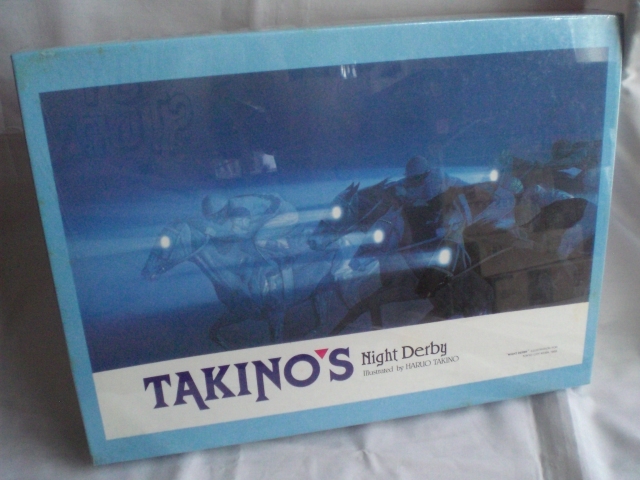 TAKINO'S
Night Derby
Illustrated by HARUO TAKINO